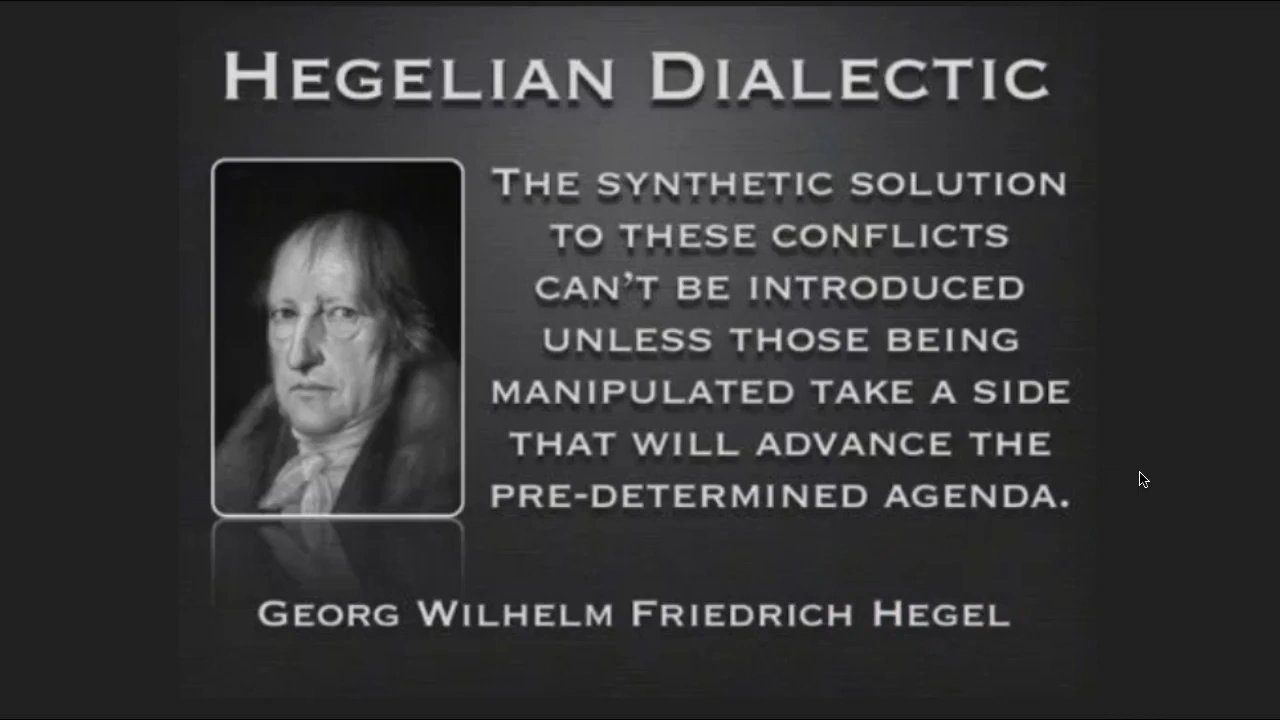 HEGELIAN DIALECTIC
THE SYNTHETIC SOLUTION
TO THESE CONFLICTS
CAN'T BE INTRODUCED
UNLESS THOSE BEING
MANIPULATED TAKE A SIDE
THAT WILL ADVANCE THE
PRE-DETERMINED AGENDA.
GEORG WILHELM FRIEDRICH HEGEL